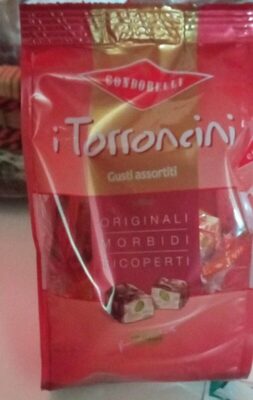 CONDORELLI
i Torroncini
Gusti assortiti
ORIGINALI
MORBIDI
RICOPERTI